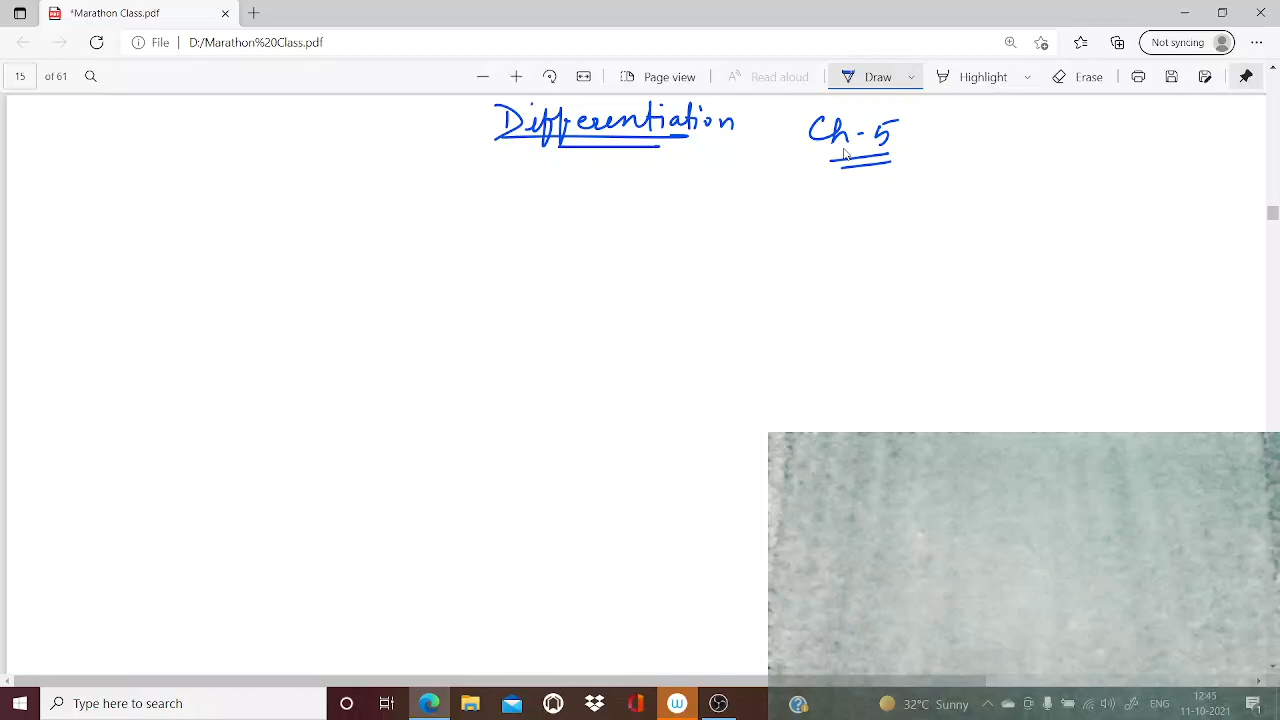 *Marathon Class.pdf
File | D:/Marathon%20Class.pdf
Not syncing
15 of 61
Page view
Read aloud
Draw
Highlight
Erase
Differentiation Ch-5
Type here to search
32°C Sunny
ENG
12:45
11-10-2021